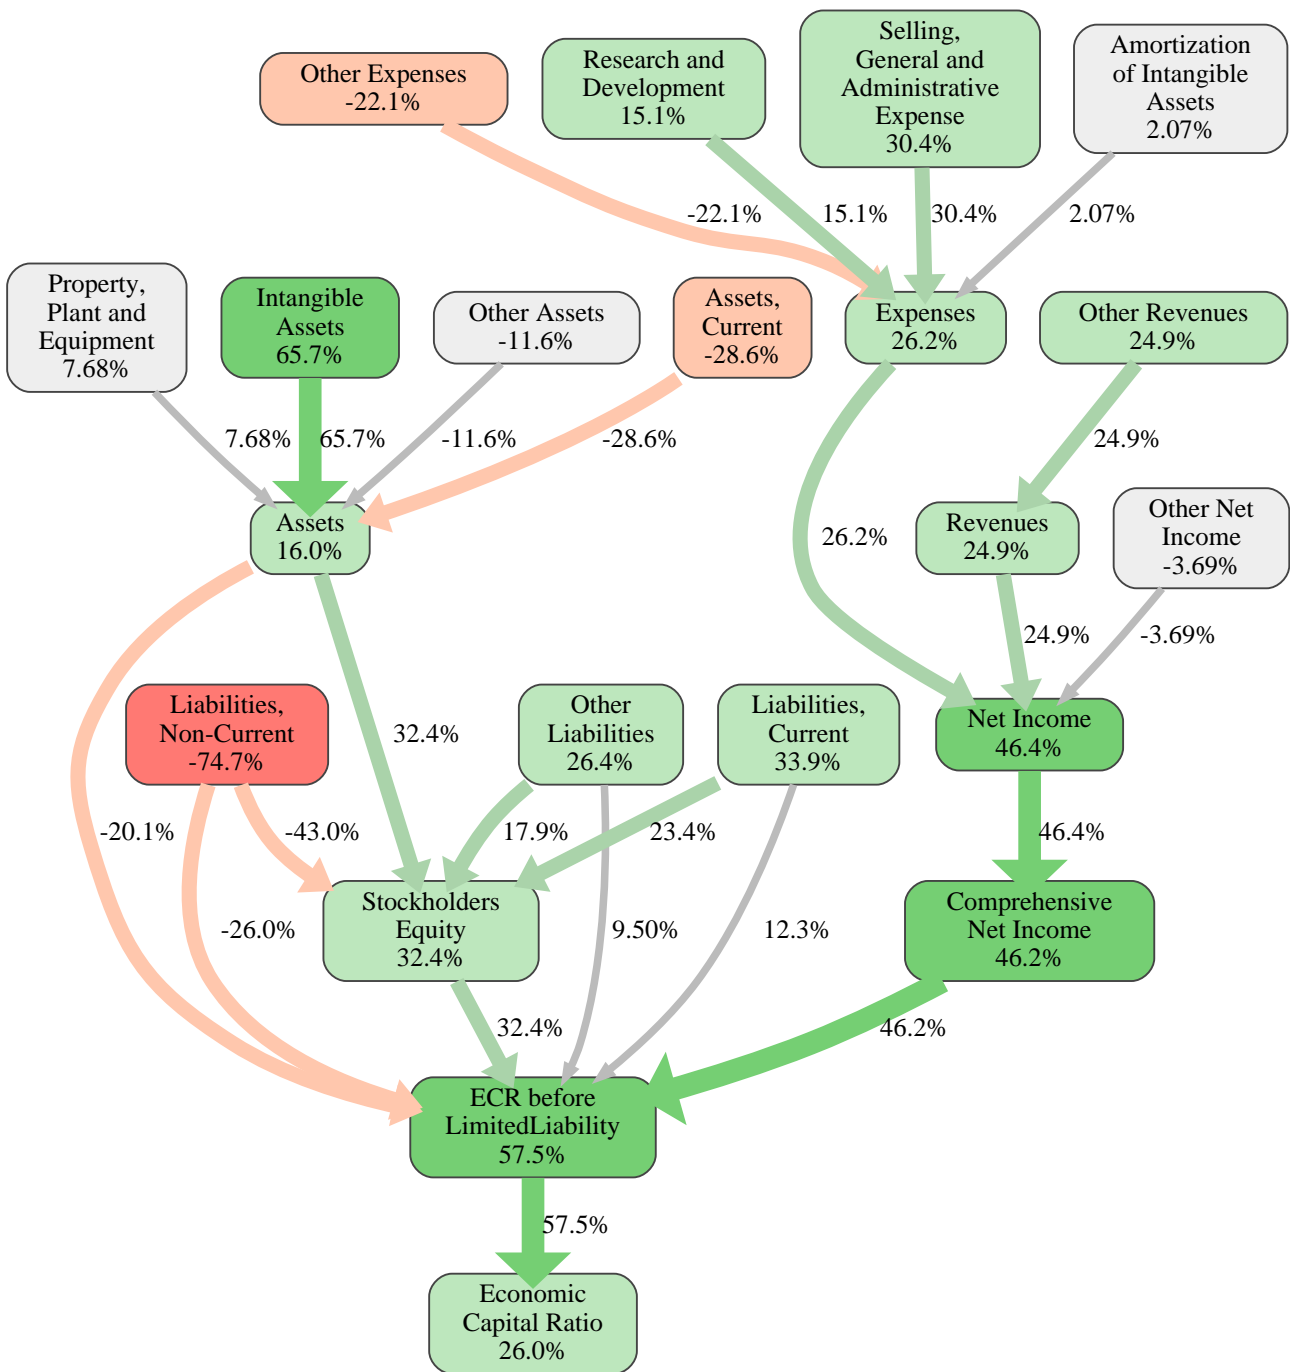 Other Expenses
-22.1%
Research and
Development
15.1%
Selling,
General and
Administrative
Expense
30.4%
Amortization
of Intangible
Assets
2.07%
-22.1%
15.1%
30.4%
2.07%
Property,
Plant and
Equipment
7.68%
Intangible
Assets
65.7%
Other Assets
-11.6%
Assets,
Current
-28.6%
Expenses
26.2%
Other Revenues
24.9%
7.68%
65.7%
-11.6%
-28.6%
24.9%
Assets
16.0%
26.2%
Revenues
24.9%
Other Net
Income
-3.69%
24.9%
-3.69%
Liabilities,
Non-Current
-74.7%
32.4%
Other
Liabilities
26.4%
Liabilities,
Current
33.9%
Net Income
46.4%
-20.1%
-43.0%
17.9%
23.4%
46.4%
Stockholders
Equity
32.4%
-26.0%
9.50%
12.3%
Comprehensive
Net Income
46.2%
32.4%
46.2%
ECR before
LimitedLiability
57.5%
57.5%
Economic
Capital Ratio
26.0%